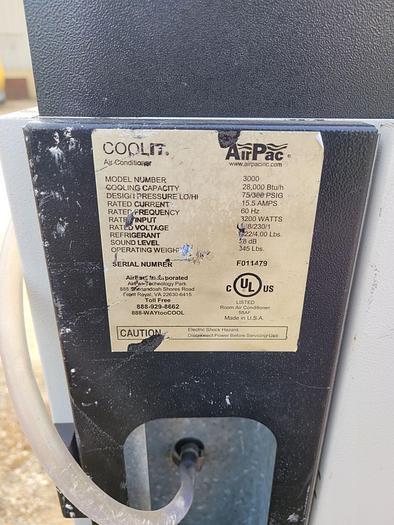 COOLIT. AirPac®
Air Conditioner www.airpacinc.com
MODEL NUMBER 3000
COOLING CAPACITY 28,000 Btu/h
DESIGN PRESSURE LO/HI 75/300 PSIG
RATED CURRENT 15.5 AMPS
RATED FREQUENCY 60 Hz
RATED INPUT 3200 WATTS
RATED VOLTAGE /230/1
REFRIGERANT /4.00 Lbs.
SOUND LEVEL dB
OPERATING WEIGHT 345 Lbs.
SERIAL NUMBER F011479
AirPac Incorporated
AirPac Technology Park
888 Shenandoah Shores Road
Front Royal, VA 22630-6415
Toll Free
888-929-8662
888-WAYtooCOOL
C UL US
LISTED
Room Air Conditioner
58AF
Made in U.S.A.
CAUTION Electric Shock Hazard.
Disconnect Power Before Servicing Unit.